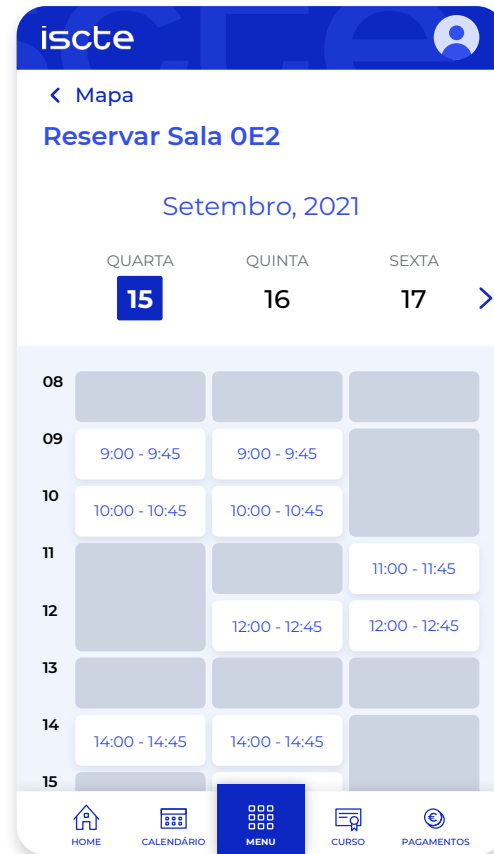 iscte
Mapa
Reservar Sala 0E2
Setembro, 2021
QUARTA QUINTA SEXTA
15 16 17
08
09 9:00 - 9:45 9:00 - 9:45
10 10:00 - 10:45 10:00 - 10:45
11 11:00 - 11:45
12 12:00 - 12:45 12:00 - 12:45
13
14 14:00 - 14:45 14:00 - 14:45
15
HOME CALENDÁRIO MENU CURSO PAGAMENTOS